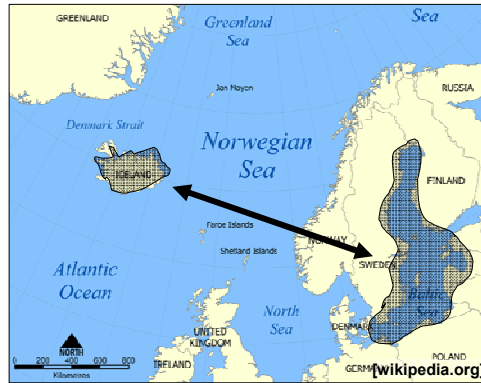 GREENLAND
Greenland
Sea
Sea
Jan Mayen
RUSSIA
Denmark Strait
Norwegian
Sea
ICELAND
FINLAND
Faroe Islands
NORWAY
Shetland Islands
SWEDEN
Atlantic
Ocean
North
Sea
Baltic
Sea
DENMARK
UNITED
KINGDOM
NORTH
0 200 400 600 800
Kilometres
IRELAND
GERM
POLAND
[wikipedia.org]